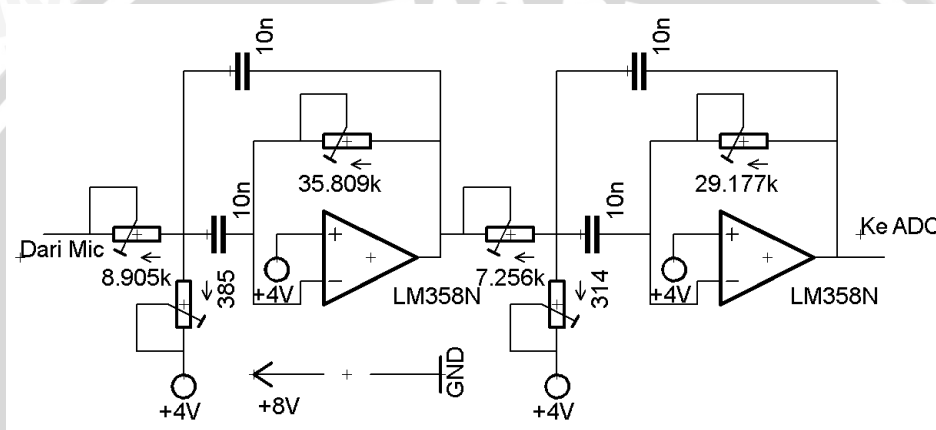 10n
10n
35.809k
29.177k
10n
10n
Dari Mic
8.905k
385
+
−
+4V
LM358N
7.256k
314
+
−
+4V
LM358N
Ke ADC
+4V
+8V
GND
+4V